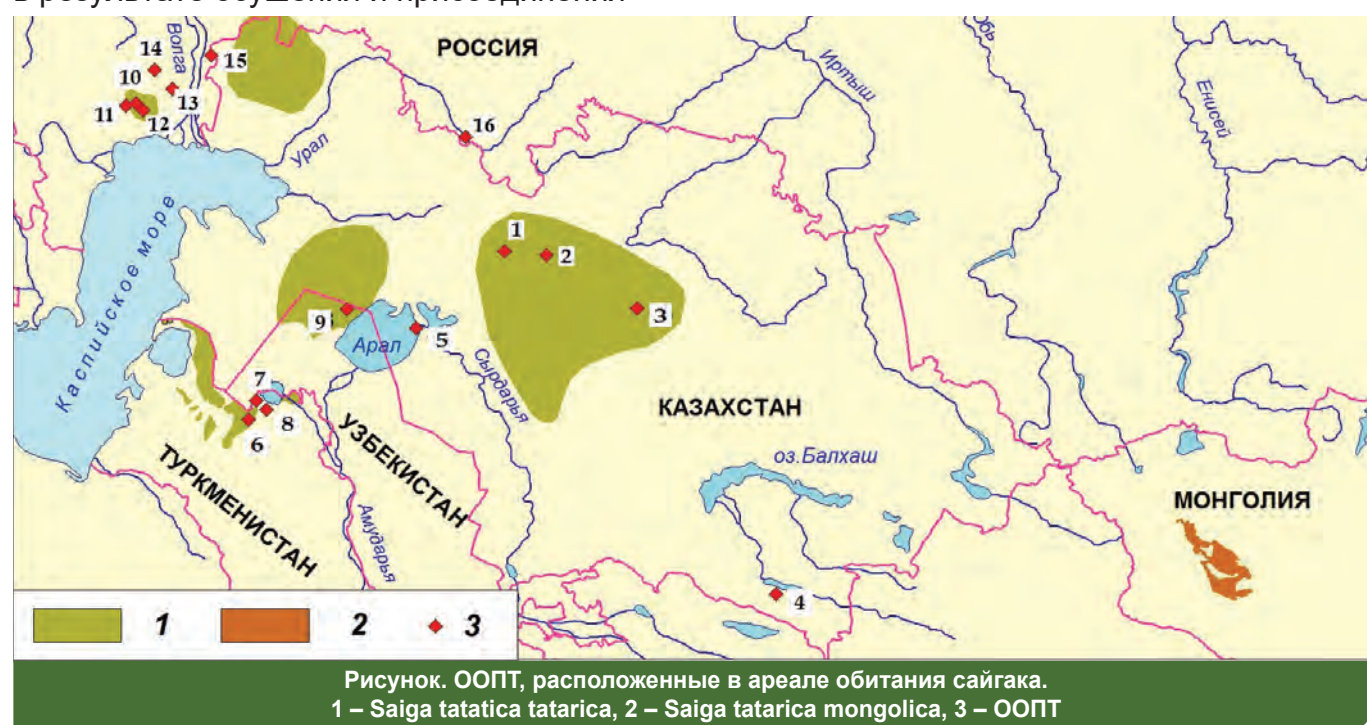 в результате осушения и присоединения
РОССИЯ
Волга
14
15
10
13
11
12
16
Иртыш
Обь
Енисей
Урал
Каспийское море
1
2
3
9
Арал
5
Сырдарья
КАЗАХСТАН
7
8
6
УЗБЕКИСТАН
ТУРКМЕНИСТАН
Амударья
оз.Балхаш
МОНГОЛИЯ
4
1 2 3
Рисунок. ООПТ, расположенные в ареале обитания сайгака.
1 – Saiga tatatica tatarica, 2 – Saiga tatarica mongolica, 3 – ООПТ